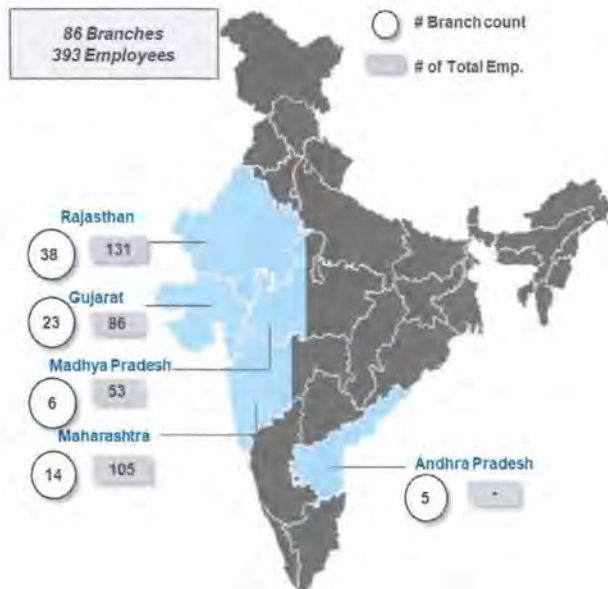 86 Branches
393 Employees
# Branch count
# of Total Emp.
Rajasthan
38
131
Gujarat
23
86
Madhya Pradesh
6
53
Maharashtra
14
105
Andhra Pradesh
5
-